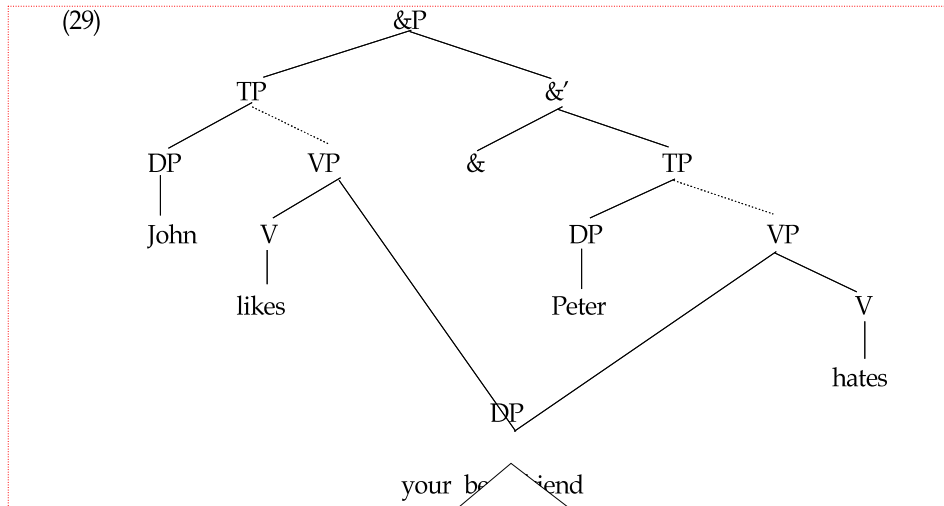 (29) &P
TP &’
DP VP & TP
John V DP VP
likes Peter V
hates
DP
your